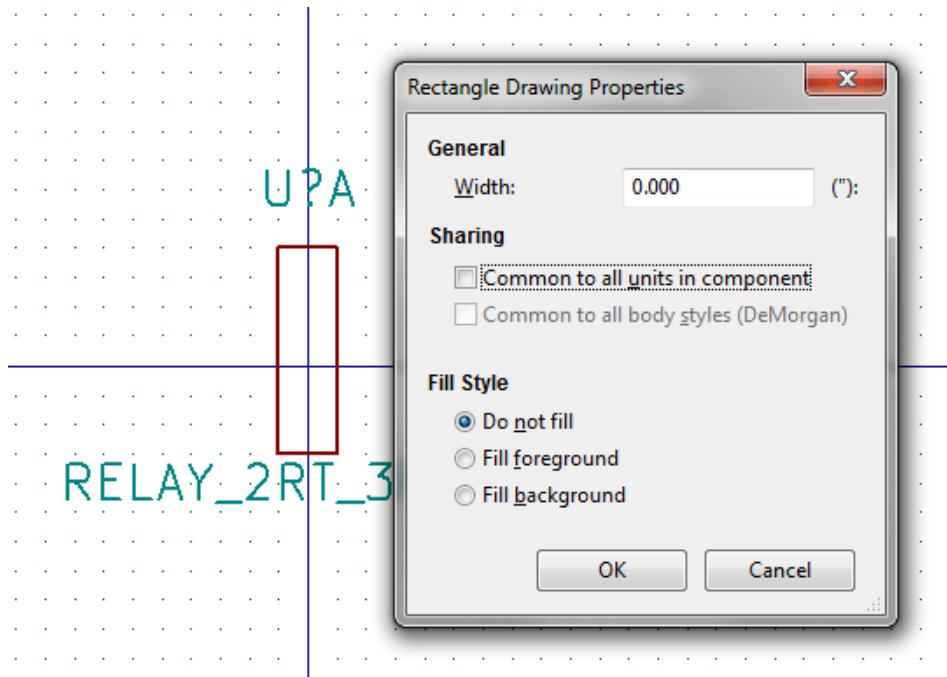 Rectangle Drawing Properties
General
Width: 0.000 ("):
U?A
Sharing
Common to all units in component
Common to all body styles (DeMorgan)
Fill Style
Do not fill
Fill foreground
RELAY_2RT_3
Fill background
OK Cancel